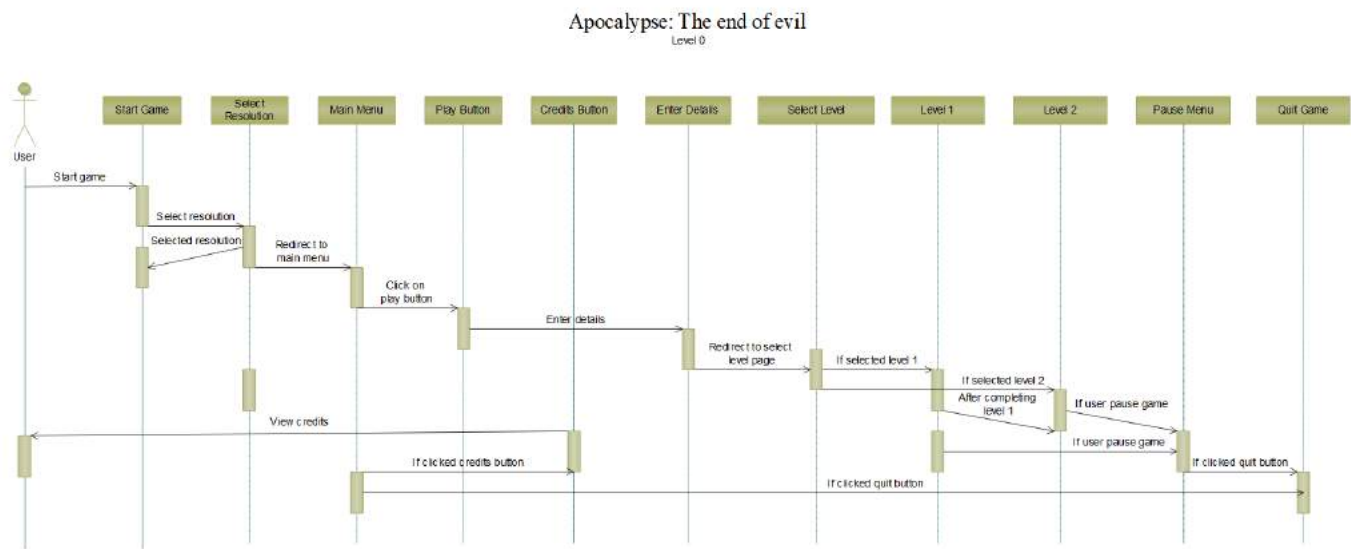 Apocalypse: The end of evil
Level 0
Start Game
Select
Resolution
Main Menu
Play Button
Credits Button
Enter Details
Select Level
Level 1
Level 2
Pause Menu
Quit Game
User
Start game
Select resolution
Selected resolution
Redirect to
main menu
Click on
play button
Enter details
Redirect to select
level page
If selected level 1
If selected level 2
After completing
level 1
If user pause game
View credits
If user pause game
If clicked credits button
If clicked quit button
If clicked quit button